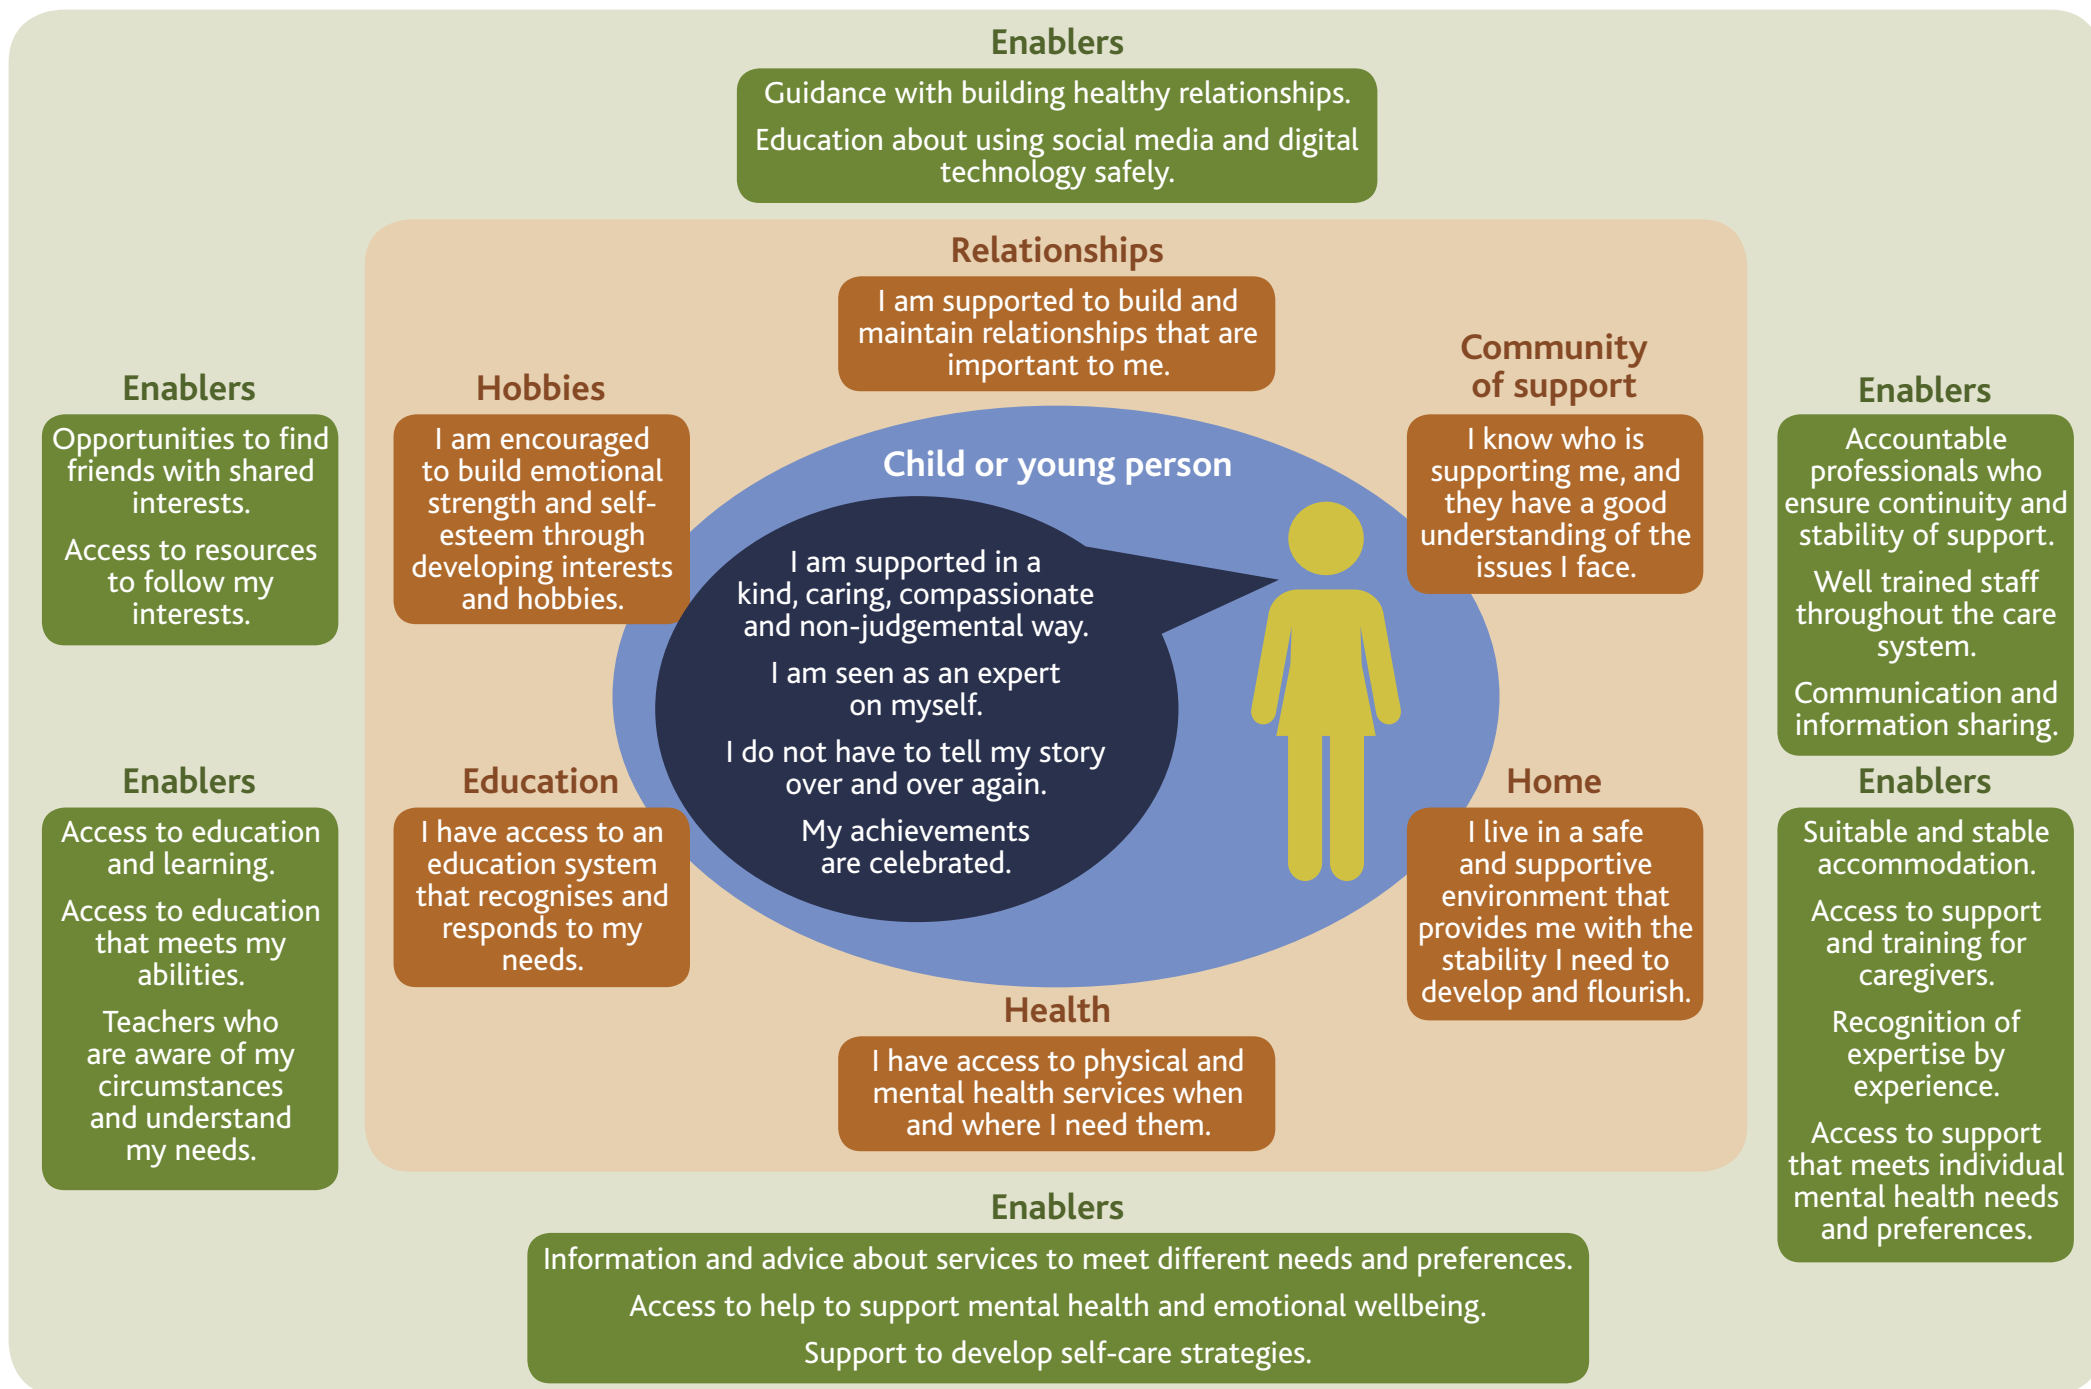 Enablers
Guidance with building healthy relationships.
Education about using social media and digital
technology safely.
Relationships
I am supported to build and
maintain relationships that are
important to me.
Enablers
Opportunities to find
friends with shared
interests.
Access to resources
to follow my
interests.
Hobbies
I am encouraged
to build emotional
strength and self-
esteem through
developing interests
and hobbies.
Child or young person
I am supported in a
kind, caring, compassionate
and non-judgemental way.
I am seen as an expert
on myself.
I do not have to tell my story
over and over again.
My achievements
are celebrated.
Community
of support
I know who is
supporting me, and
they have a good
understanding of the
issues I face.
Enablers
Accountable
professionals who
ensure continuity and
stability of support.
Well trained staff
throughout the care
system.
Communication and
information sharing.
Enablers
Access to education
and learning.
Access to education
that meets my
abilities.
Teachers who
are aware of my
circumstances
and understand
my needs.
Education
I have access to an
education system
that recognises and
responds to my
needs.
Home
I live in a safe
and supportive
environment that
provides me with the
stability I need to
develop and flourish.
Enablers
Suitable and stable
accommodation.
Access to support
and training for
caregivers.
Recognition of
expertise by
experience.
Access to support
that meets individual
mental health needs
and preferences.
Health
I have access to physical and
mental health services when
and where I need them.
Enablers
Information and advice about services to meet different needs and preferences.
Access to help to support mental health and emotional wellbeing.
Support to develop self-care strategies.